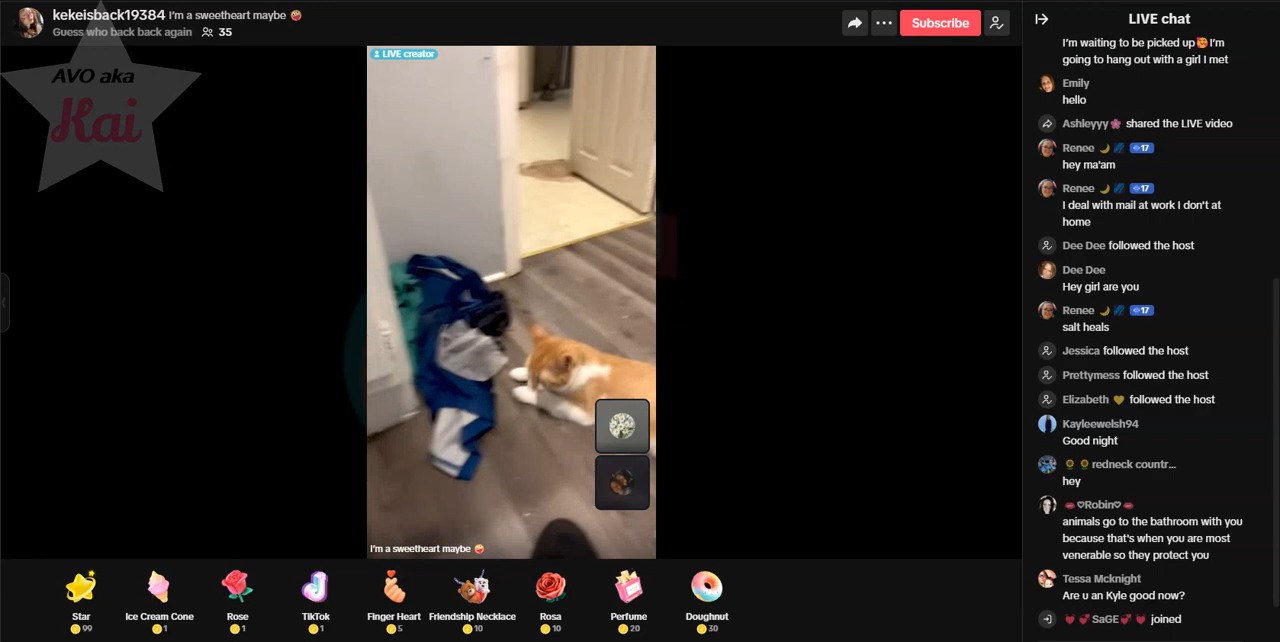 kekeisback19384 I'm a sweetheart maybe 🤪
Guess who back back again 35
Subscribe
LIVE chat
AVO aka
Kai
LIVE creator
I'm a sweetheart maybe 🤪
I'm waiting to be picked up🥰I'm
going to hang out with a girl I met
Emily
hello
Ashleyyy🌸 shared the LIVE video
Renee 🌙 17
hey ma'am
Renee 🌙 17
I deal with mail at work I don't at
home
Dee Dee followed the host
Dee Dee
Hey girl are you
Renee 🌙 17
salt heals
Jessica followed the host
Prettymess followed the host
Elizabeth 💛 followed the host
Kayleewelsh94
Good night
🌻 🌻 redneck countr...
hey
👄♡Robin♡👄
animals go to the bathroom with you
because that's when you are most
venerable so they protect you
Tessa Mcknight
Are u an Kyle good now?
💓 💞 SaGE💞 💓 joined
Star
99
Ice Cream Cone
1
Rose
1
TikTok
1
Finger Heart
5
Friendship Necklace
10
Rosa
10
Perfume
20
Doughnut
30